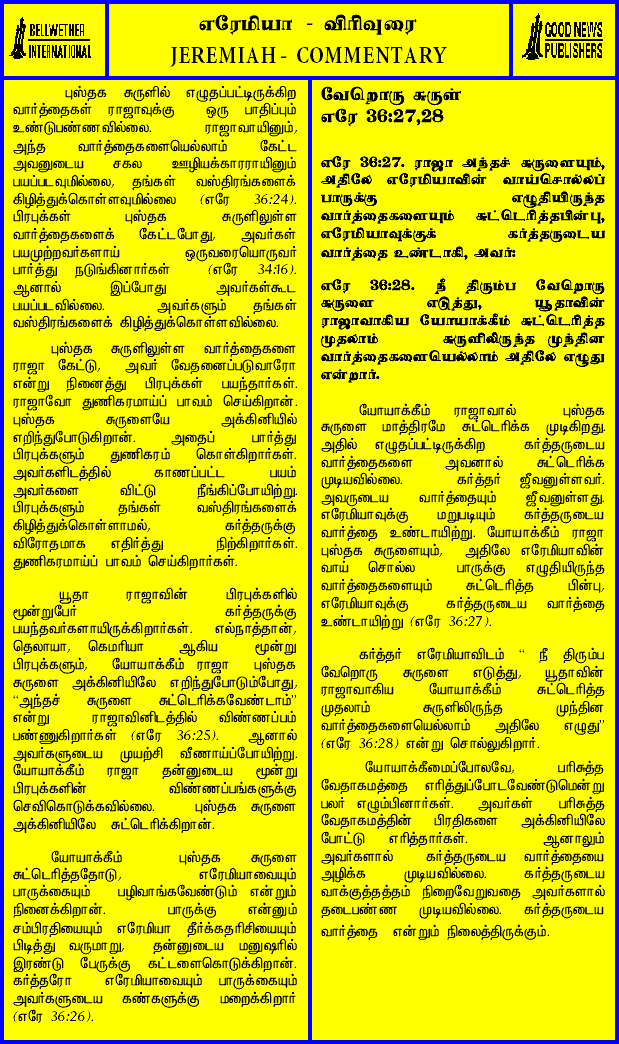 BELLWETHER
INTERNATIONAL
எரேமியா - விரிவுரை
JEREMIAH - COMMENTARY
GOOD NEWS
PUBLISHERS
புஸ்தக சுருளில் எழுதப்பட்டிருக்கிற
வார்த்தைகள் ராஜாவுக்கு ஒரு பாதிப்பும்
உண்டுபண்ணவில்லை. ராஜாவாயினும்,
அந்த வார்த்தைகளையெல்லாம் கேட்ட
அவனுடைய சகல ஊழியக்காரராயினும்
பயப்படவுமில்லை, தங்கள் வஸ்திரங்களைக்
கிழித்துக்கொள்ளவுமில்லை (எரே 36:24).
பிரபுக்கள் புஸ்தக சுருளிலுள்ள
வார்த்தைகளைக் கேட்டபோது, அவர்கள்
பயமுற்றவர்களாய் ஒருவரையொருவர்
பார்த்து நடுங்கினார்கள் (எரே 34:16).
ஆனால் இப்போது அவர்கள்கூட
பயப்படவில்லை. அவர்களும் தங்கள்
வஸ்திரங்களைக் கிழித்துக்கொள்ளவில்லை.
புஸ்தக சுருளிலுள்ள வார்த்தைகளை
ராஜா கேட்டு, அவர் வேதனைப்படுவாரோ
என்று நினைத்து பிரபுக்கள் பயந்தார்கள்.
ராஜாவோ துணிகரமாய்ப் பாவம் செய்கிறான்.
புஸ்தக சுருளையே அக்கினியில்
எறிந்துபோடுகிறான். அதைப் பார்த்து
பிரபுக்களும் துணிகரம் கொள்கிறார்கள்.
அவர்களிடத்தில் காணப்பட்ட பயம்
அவர்களை விட்டு நீங்கிப்போயிற்று.
பிரபுக்களும் தங்கள் வஸ்திரங்களைக்
கிழித்துக்கொள்ளாமல், கர்த்தருக்கு
விரோதமாக எதிர்த்து நிற்கிறார்கள்.
துணிகரமாய்ப் பாவம் செய்கிறார்கள்.
யூதா ராஜாவின் பிரபுக்களில்
மூன்றுபேர் கர்த்தருக்கு
பயந்தவர்களாயிருக்கிறார்கள். எல்நாத்தான்,
தெலாயா, கெமரியா ஆகிய மூன்று
பிரபுக்களும், யோயாக்கீம் ராஜா புஸ்தக
சுருளை அக்கினியிலே எறிந்துபோடும்போது,
“அந்தச் சுருளை சுட்டெரிக்கவேண்டாம்”
என்று ராஜாவினிடத்தில் விண்ணப்பம்
பண்ணுகிறார்கள் (எரே 36:25). ஆனால்
அவர்களுடைய முயற்சி வீணாய்ப்போயிற்று.
யோயாக்கீம் ராஜா தன்னுடைய மூன்று
பிரபுக்களின் விண்ணப்பங்களுக்கு
செவிகொடுக்கவில்லை. புஸ்தக சுருளை
அக்கினியிலே சுட்டெரிக்கிறான்.
யோயாக்கீம் புஸ்தக சுருளை
சுட்டெரித்ததோடு, எரேமியாவையும்
பாருக்கையும் பழிவாங்கவேண்டும் என்றும்
நினைக்கிறான். பாருக்கு என்னும்
சம்பிரதியையும் எரேமியா தீர்க்கதரிசியையும்
பிடித்து வருமாறு, தன்னுடைய மனுஷரில்
இரண்டு பேருக்கு கட்டளைகொடுக்கிறான்.
கர்த்தரோ எரேமியாவையும் பாருக்கையும்
அவர்களுடைய கண்களுக்கு மறைக்கிறார்
(எரே 36:26).
வேறொரு சுருள்
எரே 36:27,28
எரே 36:27. ராஜா அந்தச் சுருளையும்,
அதிலே எரேமியாவின் வாய்சொல்லப்
பாருக்கு எழுதியிருந்த
வார்த்தைகளையும் சுட்டெரித்தபின்பு,
எரேமியாவுக்குக் கர்த்தருடைய
வார்த்தை உண்டாகி, அவர்:
எரே 36:28. நீ திரும்ப வேறொரு
சுருளை எடுத்து, யூதாவின்
ராஜாவாகிய யோயாக்கீம் சுட்டெரித்த
முதலாம் சுருளிலிருந்த முந்தின
வார்த்தைகளையெல்லாம் அதிலே எழுது
என்றார்.
யோயாக்கீம் ராஜாவால் புஸ்தக
சுருளை மாத்திரமே சுட்டெரிக்க முடிகிறது.
அதில் எழுதப்பட்டிருக்கிற கர்த்தருடைய
வார்த்தைகளை அவனால் சுட்டெரிக்க
முடியவில்லை. கர்த்தர் ஜீவனுள்ளவர்.
அவருடைய வார்த்தையும் ஜீவனுள்ளது.
எரேமியாவுக்கு மறுபடியும் கர்த்தருடைய
வார்த்தை உண்டாயிற்று. யோயாக்கீம் ராஜா
புஸ்தக சுருளையும், அதிலே எரேமியாவின்
வாய் சொல்ல பாருக்கு எழுதியிருந்த
வார்த்தைகளையும் சுட்டெரித்த பின்பு,
எரேமியாவுக்கு கர்த்தருடைய வார்த்தை
உண்டாயிற்று (எரே 36:27).
கர்த்தர் எரேமியாவிடம் “ நீ திரும்ப
வேறொரு சுருளை எடுத்து, யூதாவின்
ராஜாவாகிய யோயாக்கீம் சுட்டெரித்த
முதலாம் சுருளிலிருந்த முந்தின
வார்த்தைகளையெல்லாம் அதிலே எழுது”
(எரே 36:28) என்று சொல்லுகிறார்.
யோயாக்கீமைப்போலவே, பரிசுத்த
வேதாகமத்தை எரித்துப்போடவேண்டுமென்று
பலர் எழும்பினார்கள். அவர்கள் பரிசுத்த
வேதாகமத்தின் பிரதிகளை அக்கினியிலே
போட்டு எரித்தார்கள். ஆனாலும்
அவர்களால் கர்த்தருடைய வார்த்தையை
அழிக்க முடியவில்லை. கர்த்தருடைய
வாக்குத்தத்தம் நிறைவேறுவதை அவர்களால்
தடைபண்ண முடியவில்லை. கர்த்தருடைய
வார்த்தை என்றும் நிலைத்திருக்கும்.